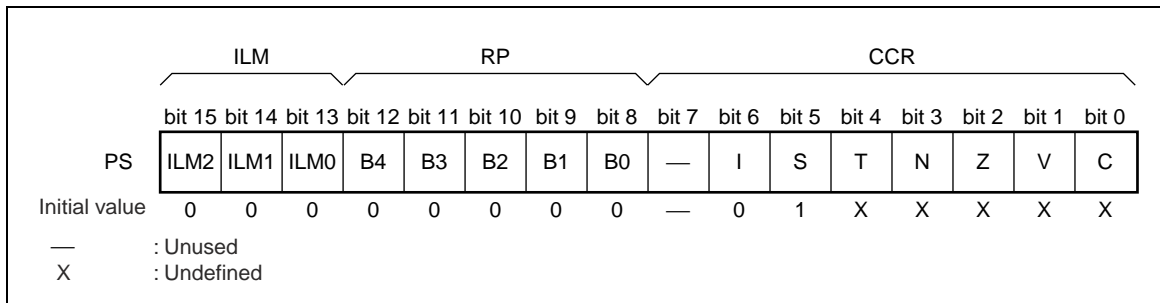 ILM RP CCR
bit 15 bit 14 bit 13 bit 12 bit 11 bit 10 bit 9 bit 8 bit 7 bit 6 bit 5 bit 4 bit 3 bit 2 bit 1 bit 0
PS ILM2 ILM1 ILM0 B4 B3 B2 B1 B0 — I S T N Z V C
Initial value 0 0 0 0 0 0 0 0 — 0 1 X X X X X
— : Unused
X : Undefined